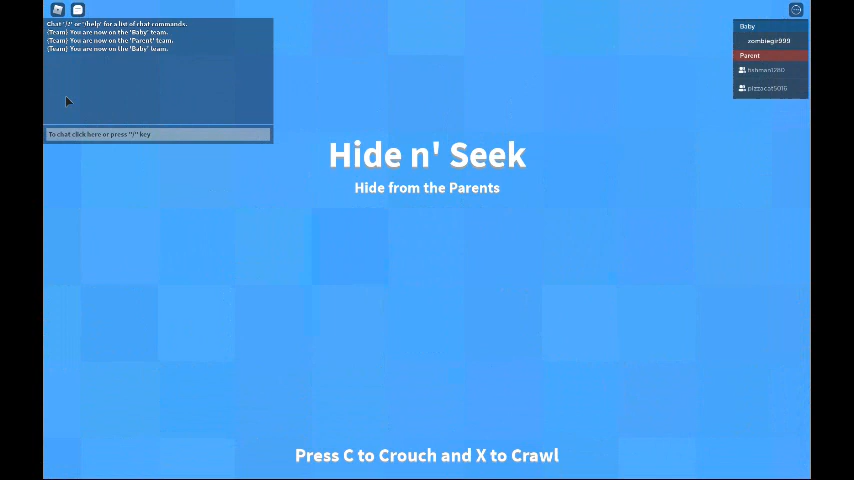 Chat '/?' or '/help' for a list of chat commands.
{Team} You are now on the 'Baby' team.
{Team} You are now on the 'Parent' team.
{Team} You are now on the 'Baby' team.
To chat click here or press "/" key
Baby
zombiegir999
Parent
fishman1280
pizzacat5016
Hide n' Seek
Hide from the Parents
Press C to Crouch and X to Crawl